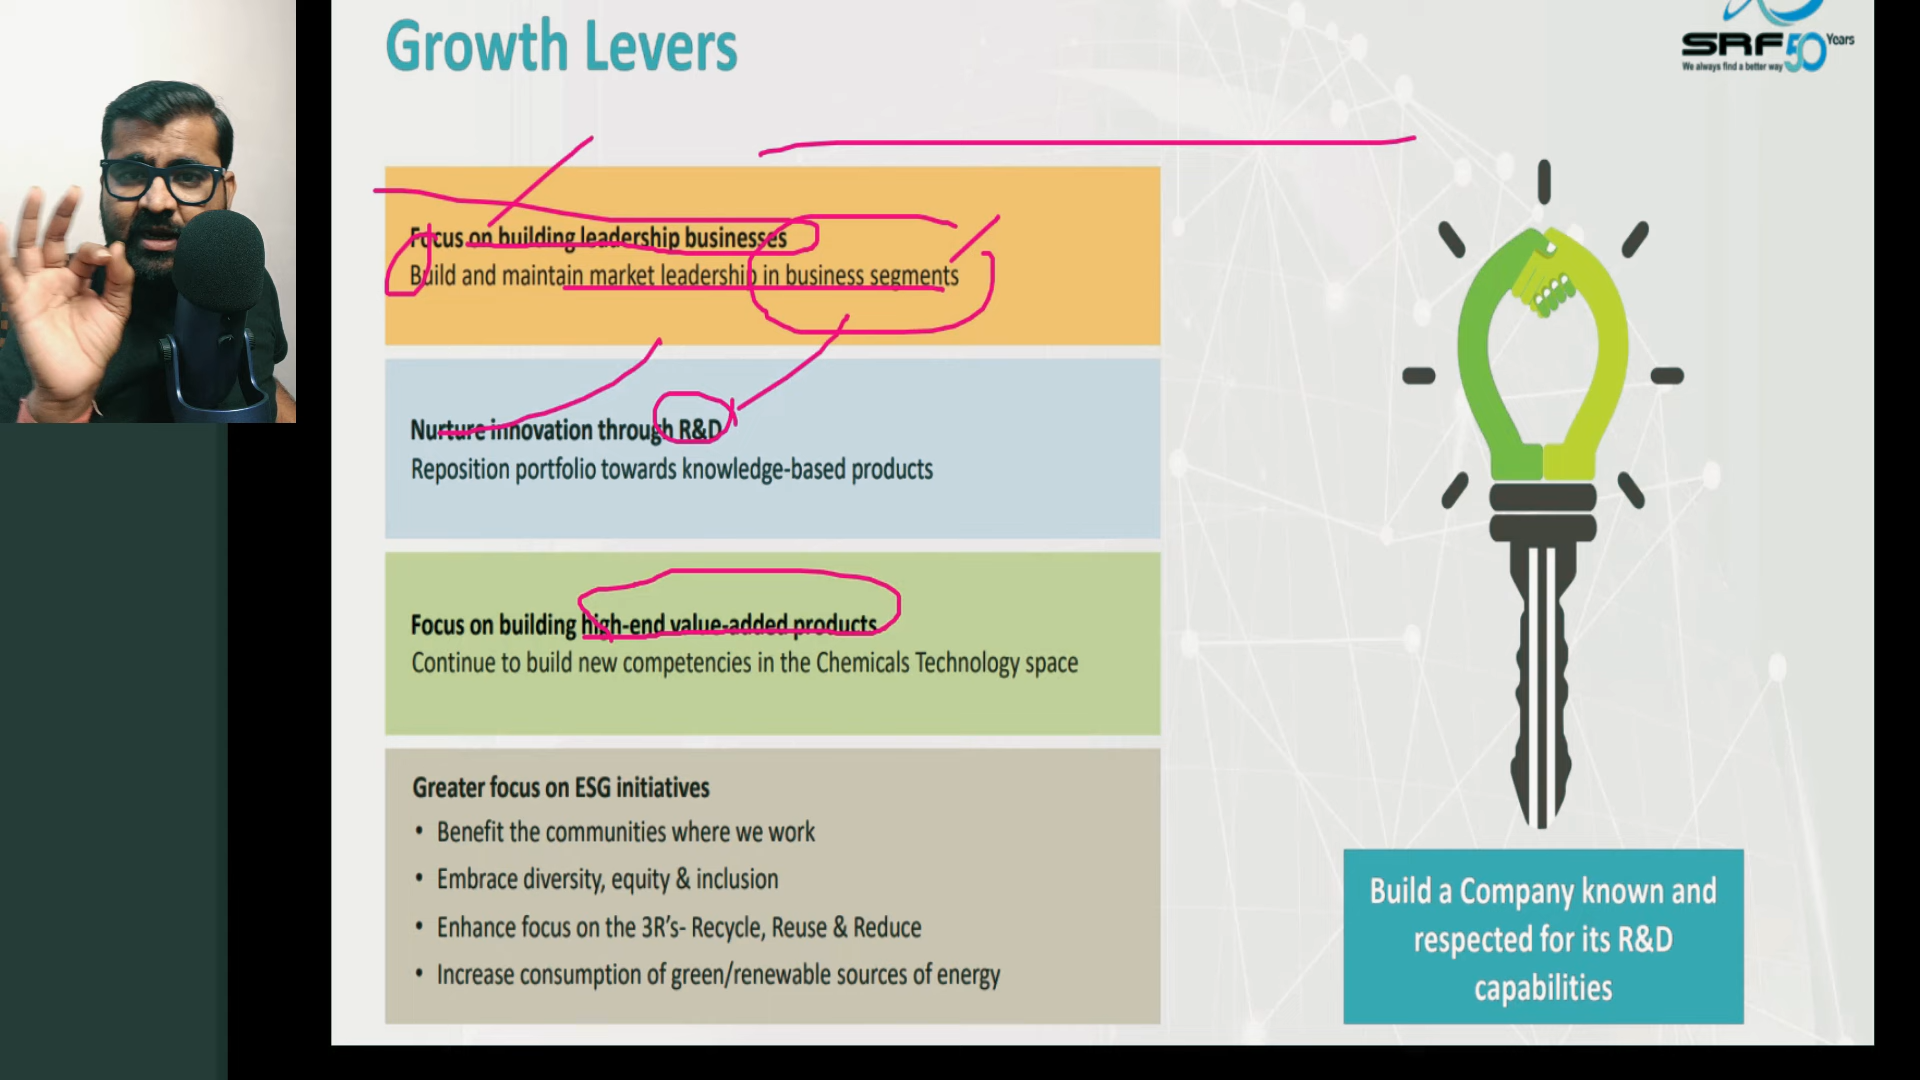 Growth Levers
SRF 50 Years
We always find a better way
Focus on building leadership businesses
Build and maintain market leadership in business segments
Nurture innovation through R&D
Reposition portfolio towards knowledge-based products
Focus on building high-end value-added products
Continue to build new competencies in the Chemicals Technology space
Greater focus on ESG initiatives
• Benefit the communities where we work
• Embrace diversity, equity & inclusion
• Enhance focus on the 3R's- Recycle, Reuse & Reduce
• Increase consumption of green/renewable sources of energy
Build a Company known and
respected for its R&D
capabilities